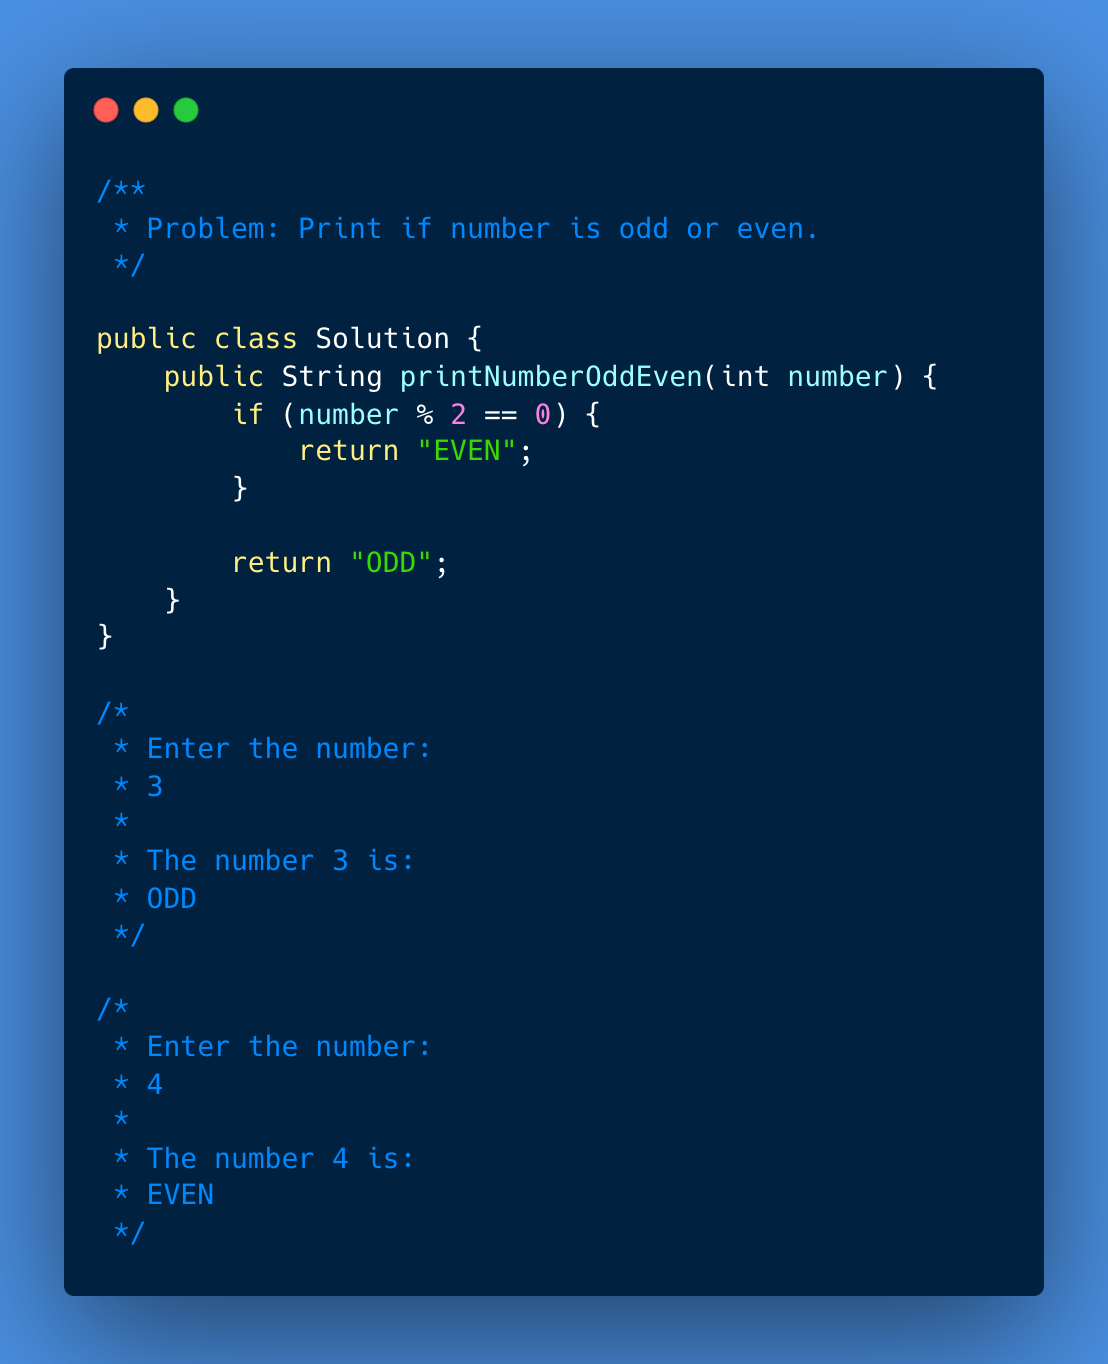 /**
 * Problem: Print if number is odd or even.
 */

public class Solution {
    public String printNumberOddEven(int number) {
        if (number % 2 == 0) {
            return "EVEN";
        }

        return "ODD";
    }
}

/*
 * Enter the number:
 * 3
 *
 * The number 3 is:
 * ODD
 */

/*
 * Enter the number:
 * 4
 *
 * The number 4 is:
 * EVEN
 */